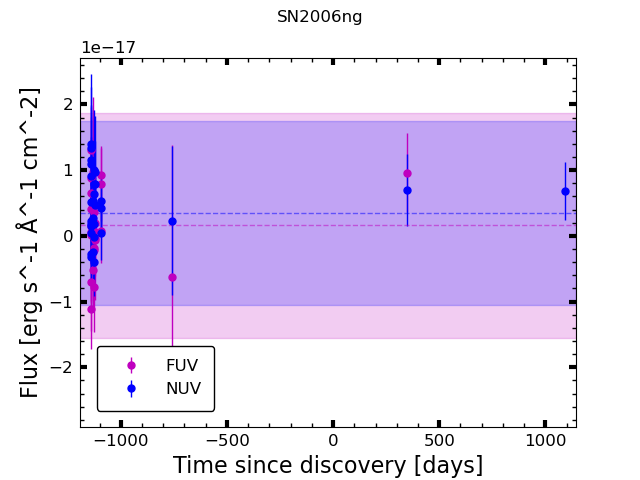 SN2006ng
1e−17
2
1
0
−1
−2
Flux [erg s^-1 Å^-1 cm^-2]
FUV
NUV
−1000 −500 0 500 1000
Time since discovery [days]